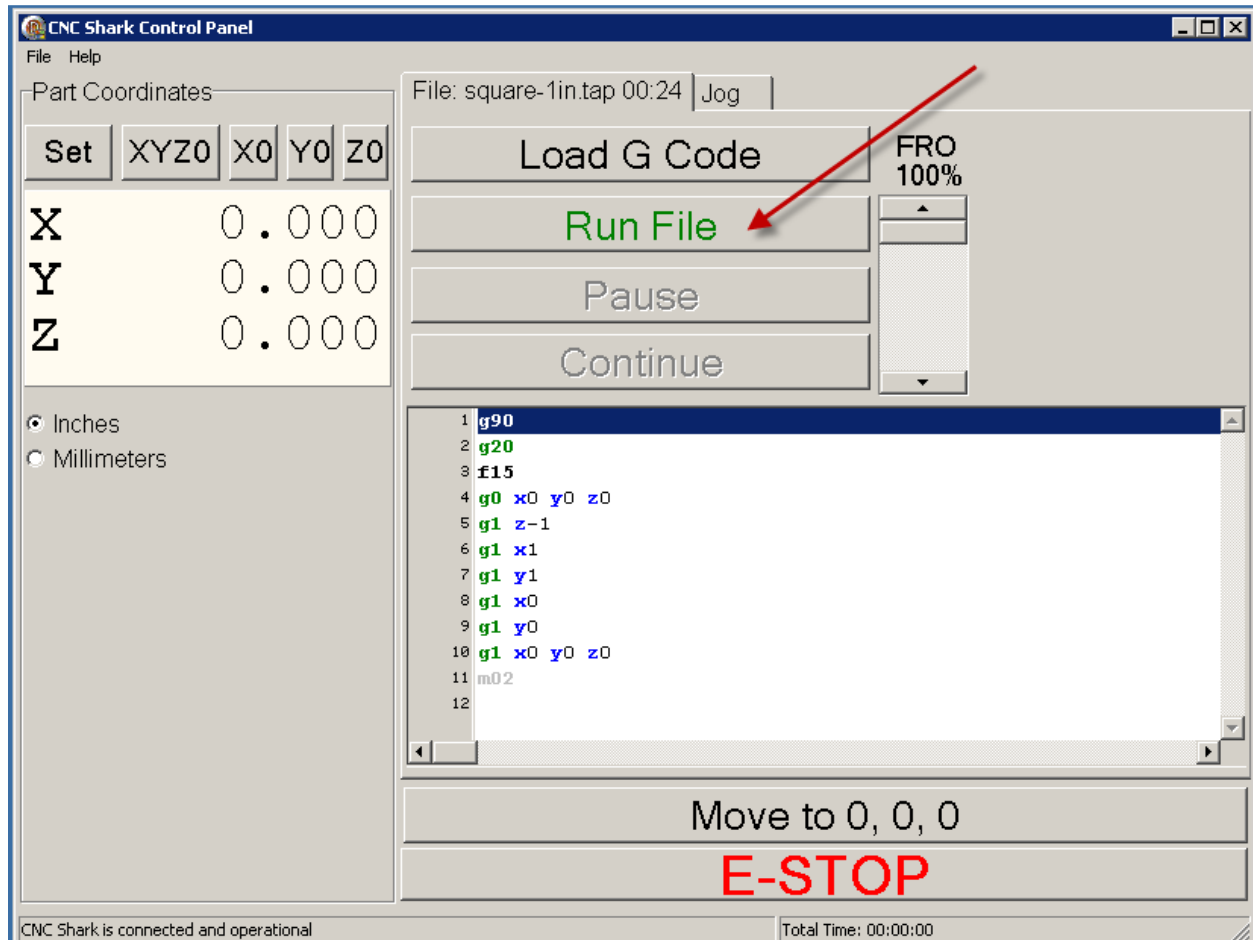 CNC Shark Control Panel
File Help
Part Coordinates
Set XYZ0 X0 Y0 Z0
X 0.000
Y 0.000
Z 0.000
Inches
Millimeters
File: square-1in.tap 00:24 Jog
Load G Code
Run File
Pause
Continue
FRO
100%
1 g90
2 g20
3 f15
4 g0 x0 y0 z0
5 g1 z-1
6 g1 x1
7 g1 y1
8 g1 x0
9 g1 y0
10 g1 x0 y0 z0
11 m02
12
Move to 0, 0, 0
E-STOP
CNC Shark is connected and operational
Total Time: 00:00:00